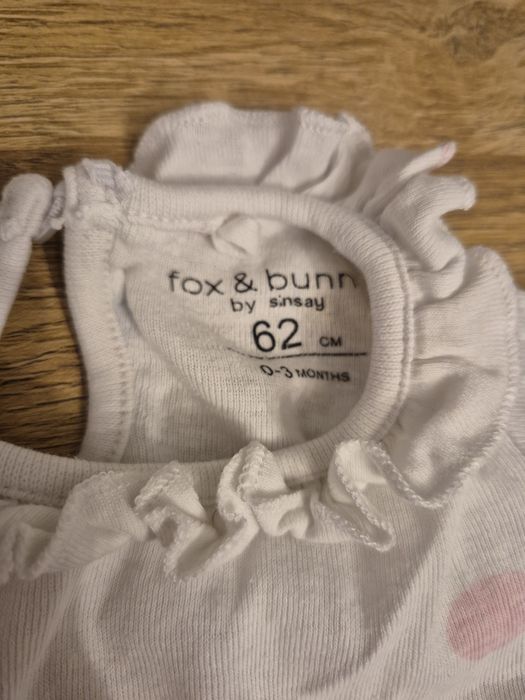 fox & bunn
by sinsay
62 CM
0-3 MONTHS